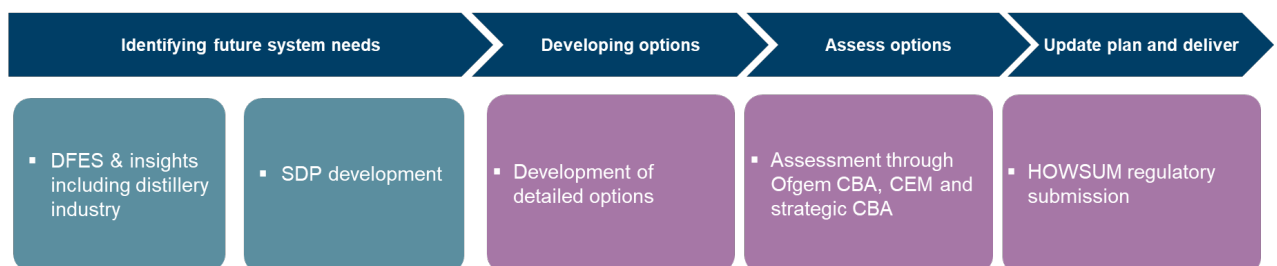 Identifying future system needs
Developing options
Assess options
Update plan and deliver
▪ DFES & insights
including distillery
industry
▪ SDP development
▪ Development of
detailed options
▪ Assessment through
Ofgem CBA, CEM and
strategic CBA
▪ HOWSUM regulatory
submission